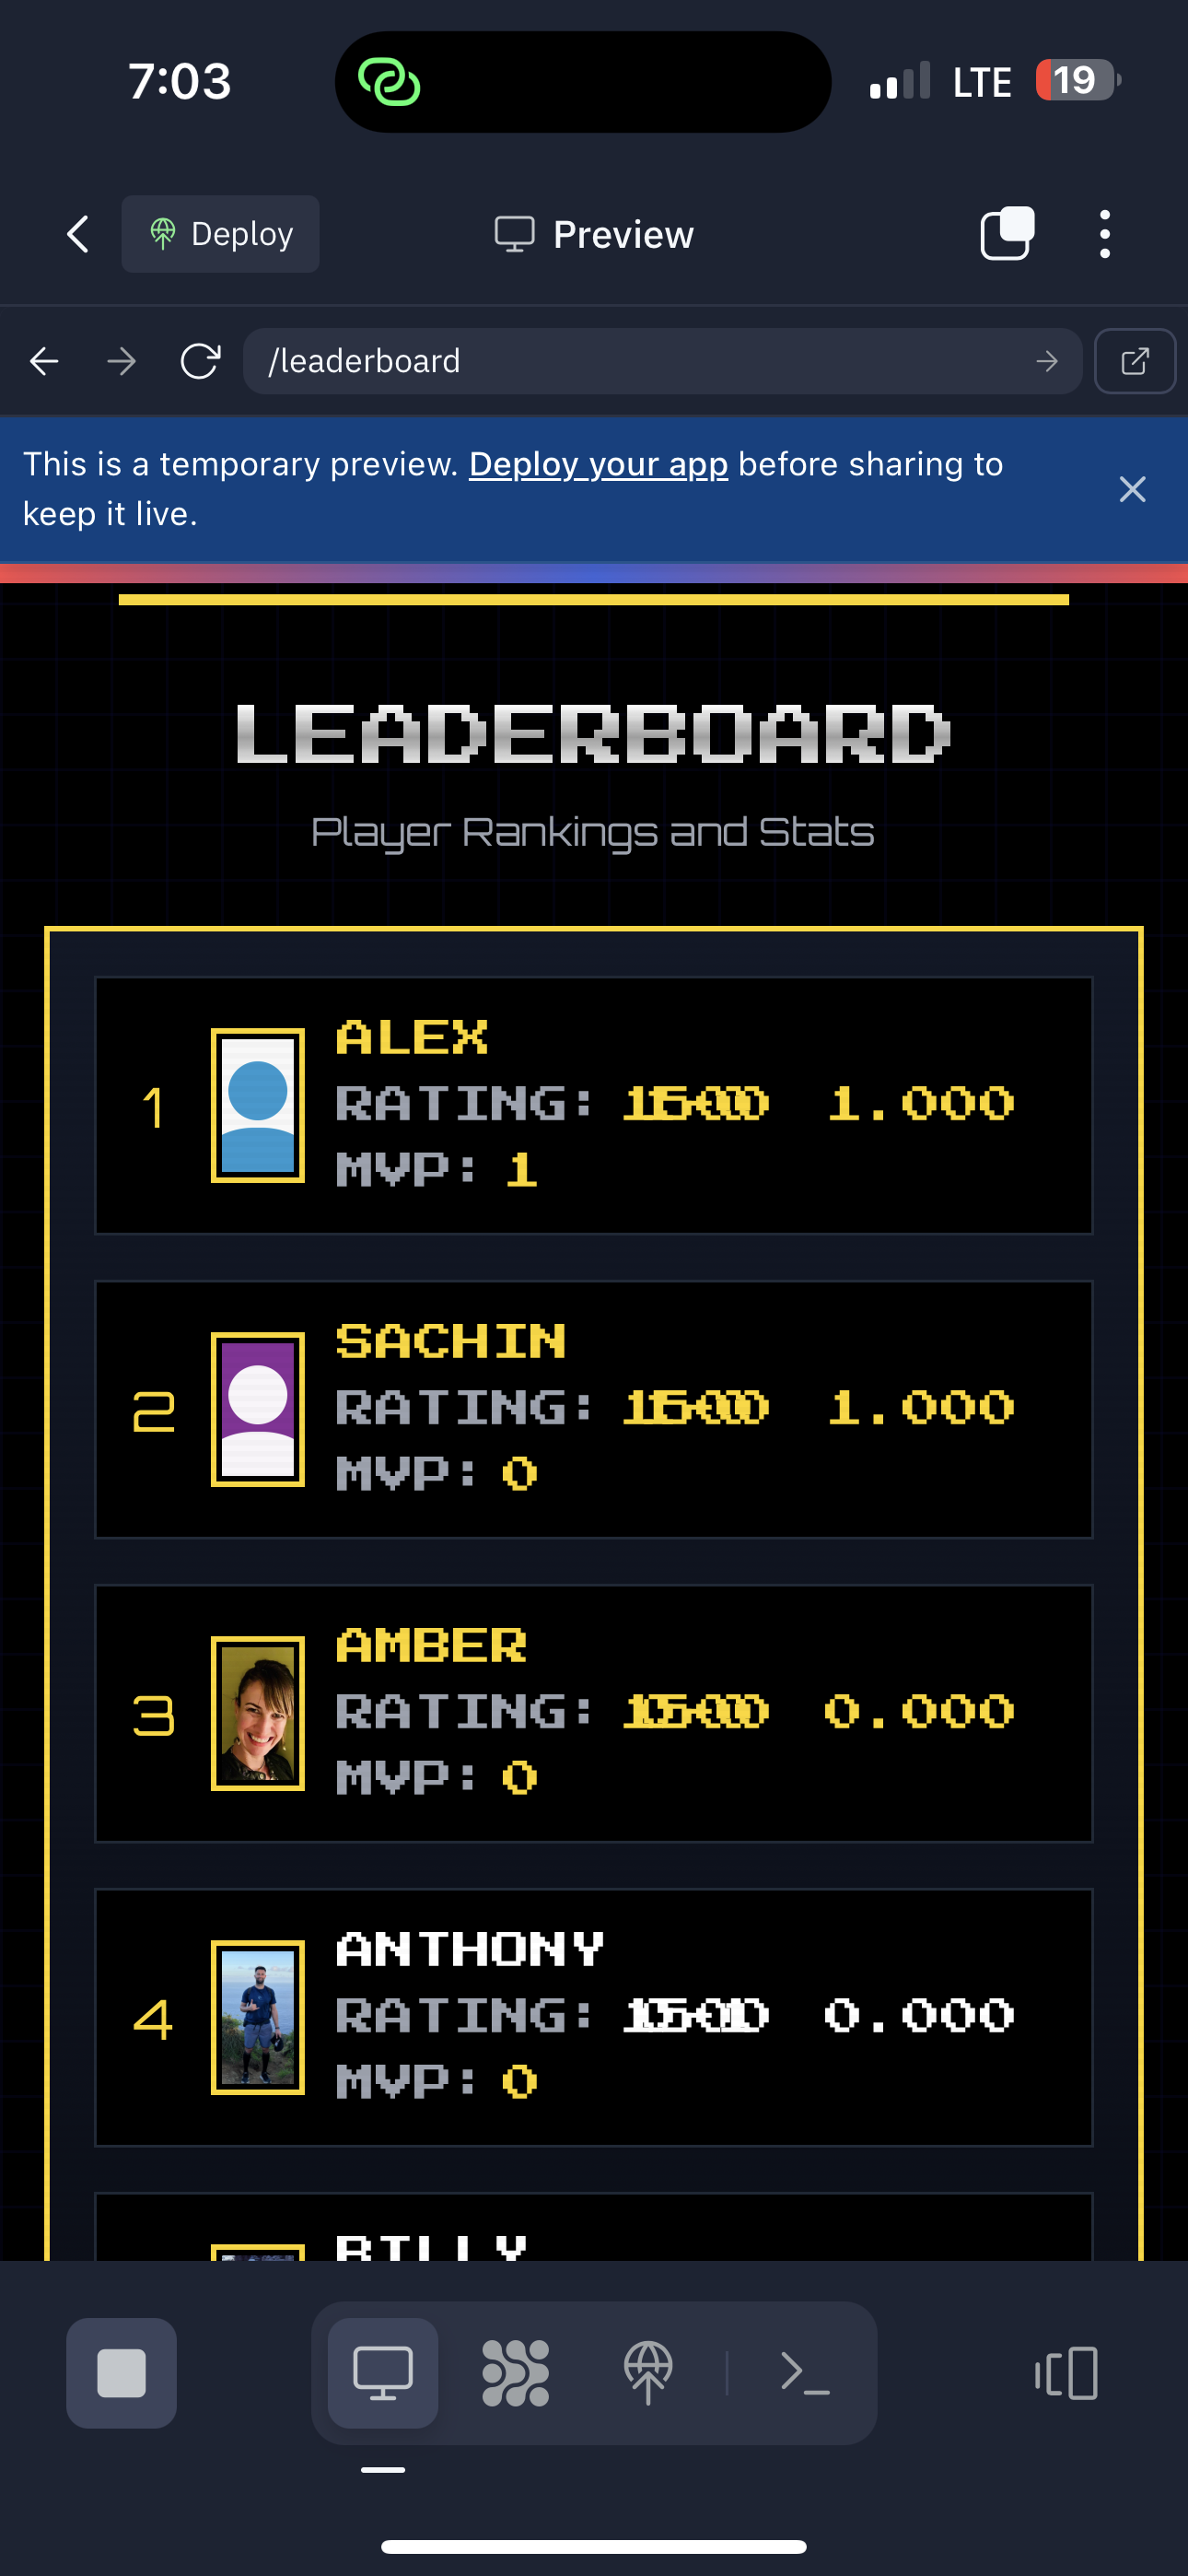 7:03
LTE
19
Deploy
Preview
/leaderboard
This is a temporary preview. Deploy your app before sharing to
keep it live.
LEADERBOARD
Player Rankings and Stats
1
ALEX
RATING: 1.000
MVP: 1
2
SACHIN
RATING: 1.000
MVP: 0
3
AMBER
RATING: 0.000
MVP: 0
4
ANTHONY
RATING: 0.000
MVP: 0
BILLY